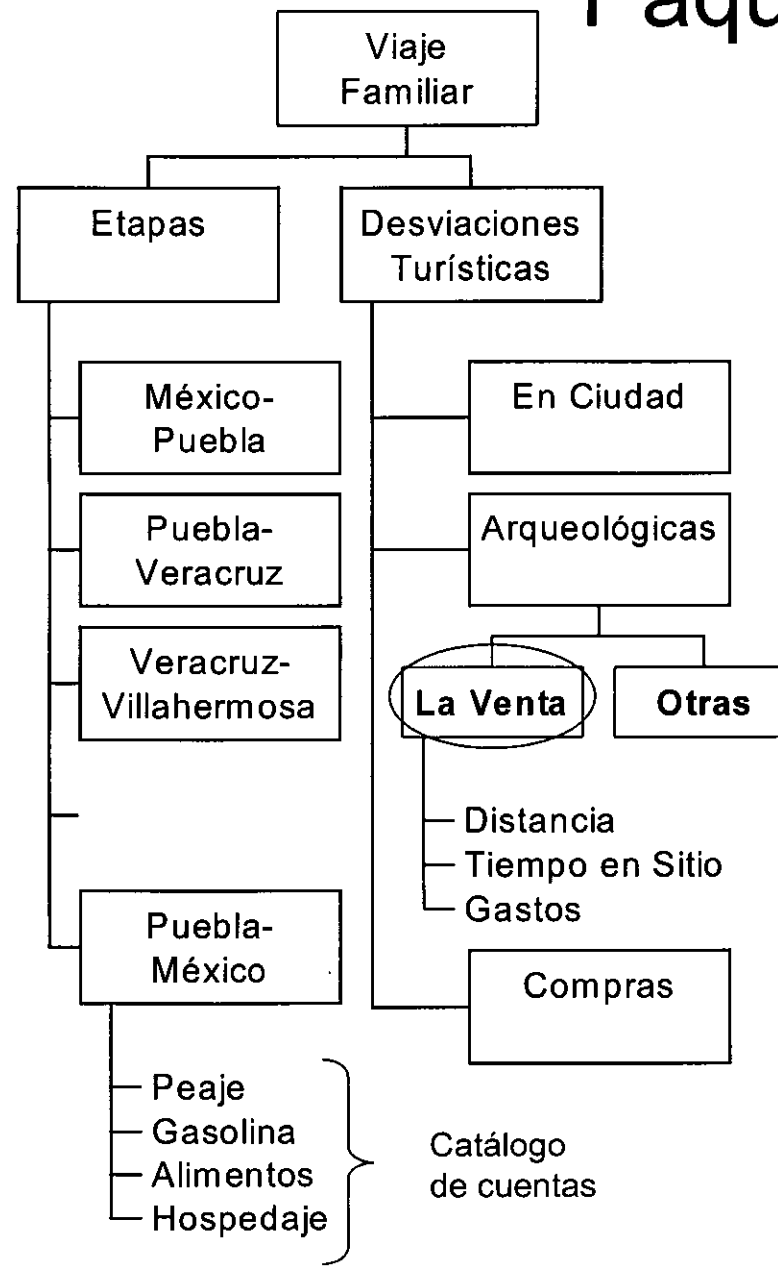 Viaje
Familiar
Etapas
Desviaciones
Turísticas
México-
Puebla
Puebla-
Veracruz
Veracruz-
Villahermosa
Puebla-
México
Peaje
Gasolina
Alimentos
Hospedaje
Catálogo
de cuentas
En Ciudad
Arqueológicas
La Venta
Otras
Distancia
Tiempo en Sitio
Gastos
Compras